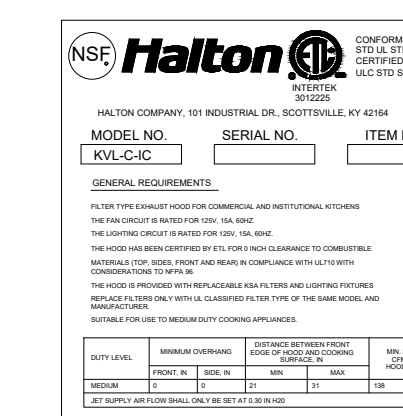 NSF
Halton
ETL
CONFORMS
STD UL ST
CERTIFIED
ULC STD S
INTERTEK
3012225
HALTON COMPANY, 101 INDUSTRIAL DR., SCOTTSVILLE, KY 42164
MODEL NO. SERIAL NO. ITEM
KVL-C-IC
GENERAL REQUIREMENTS
FILTER TYPE EXHAUST HOOD FOR COMMERCIAL AND INSTITUTIONAL KITCHENS
THE FAN CIRCUIT IS RATED FOR 125V, 15A, 60HZ.
THE LIGHTING CIRCUIT IS RATED FOR 125V, 15A, 60HZ.
THE HOOD HAS BEEN CERTIFIED BY ETL FOR 0 INCH CLEARANCE TO COMBUSTIBLE
MATERIALS (TOP, SIDES, FRONT AND REAR) IN COMPLIANCE WITH UL710 WITH
CONSIDERATIONS TO NFPA 96.
THE HOOD IS PROVIDED WITH REPLACEABLE KSA FILTERS AND LIGHTING FIXTURES
REPLACE FILTERS ONLY WITH UL CLASSIFIED FILTER TYPE OF THE SAME MODEL AND
MANUFACTURER.
SUITABLE FOR USE TO MEDIUM DUTY COOKING APPLIANCES.
DUTY LEVEL MINIMUM OVERHANG DISTANCE BETWEEN FRONT
EDGE OF HOOD AND COOKING
SURFACE, IN MIN.
CFM
HOOD
FRONT, IN SIDE, IN MIN MAX
MEDIUM 0 0 21 31 138
JET SUPPLY AIR FLOW SHALL ONLY BE SET AT 0.30 IN H20